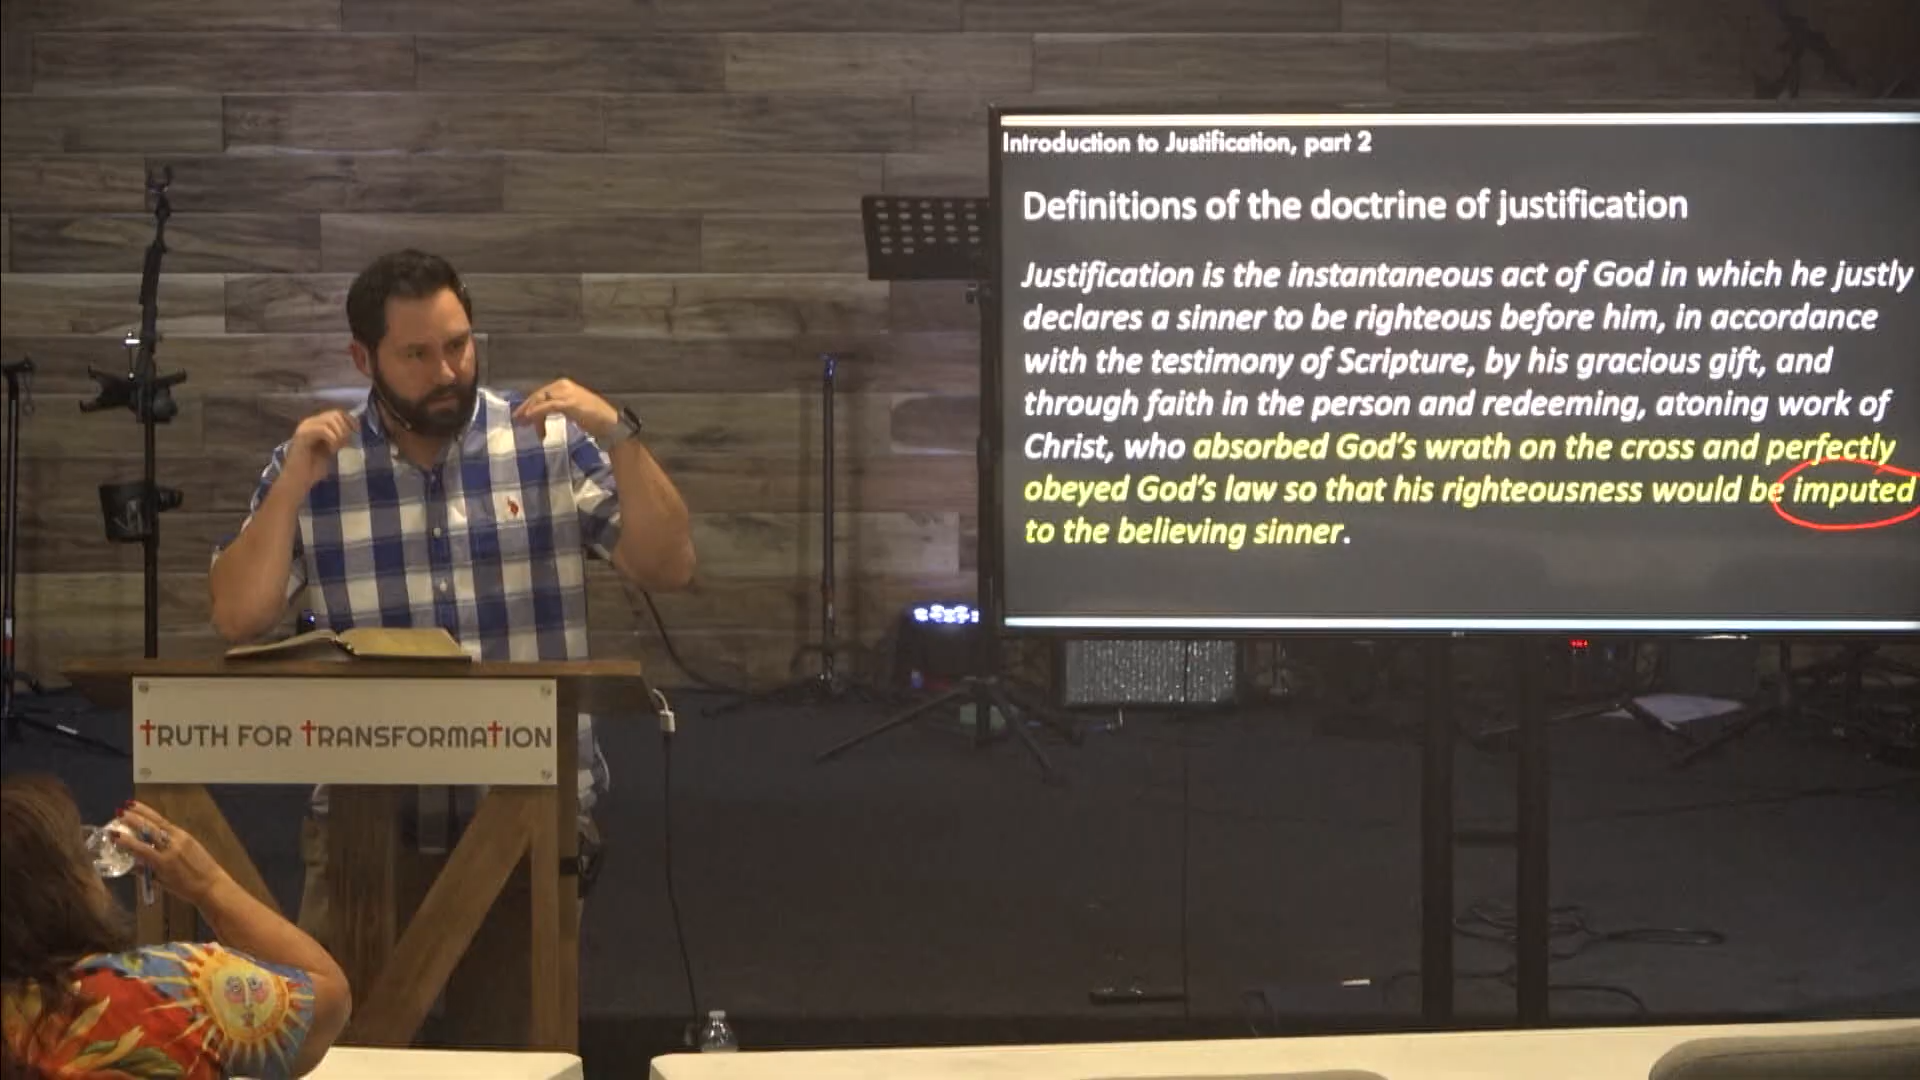 Introduction to Justification, part 2
Definitions of the doctrine of justification
Justification is the instantaneous act of God in which he justly
declares a sinner to be righteous before him, in accordance
with the testimony of Scripture, by his gracious gift, and
through faith in the person and redeeming, atoning work of
Christ, who absorbed God's wrath on the cross and perfectly
obeyed God's law so that his righteousness would be imputed
to the believing sinner.
TRUTH FOR TRANSFORMATION